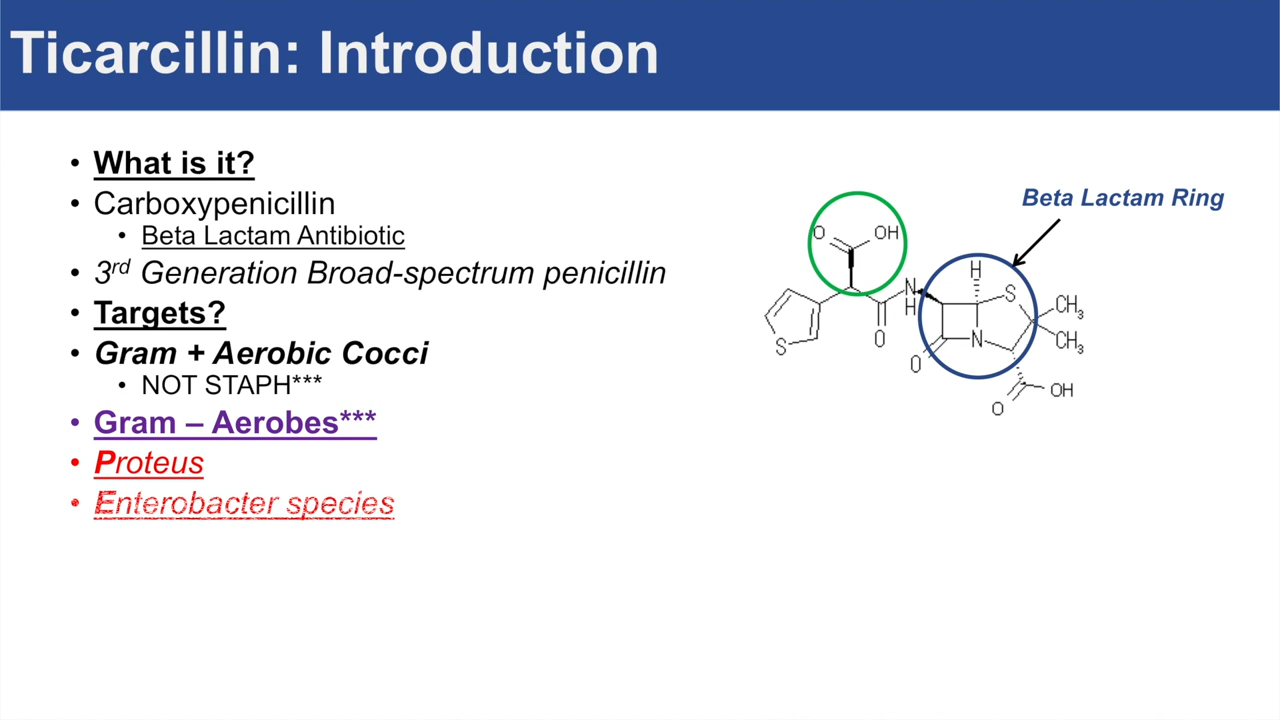 Ticarcillin: Introduction
• What is it?
• Carboxypenicillin
• Beta Lactam Antibiotic
• 3rd Generation Broad-spectrum penicillin
• Targets?
• Gram + Aerobic Cocci
• NOT STAPH***
• Gram – Aerobes***
• Proteus
• Enterobacter species
Beta Lactam Ring
O
OH
H
N
H
S
CH3
CH3
S
O
N
O
OH
O